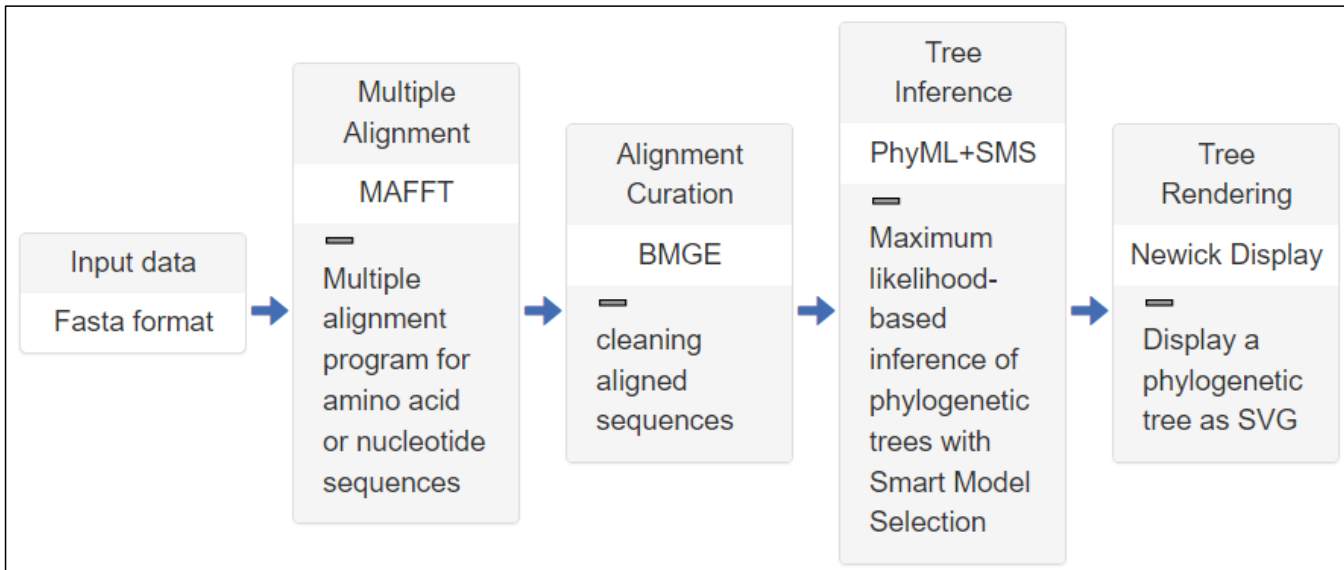 Input data
Fasta format
Multiple
Alignment
MAFFT
Multiple
alignment
program for
amino acid
or nucleotide
sequences
Alignment
Curation
BMGE
cleaning
aligned
sequences
Tree
Inference
PhyML+SMS
Maximum
likelihood-
based
inference of
phylogenetic
trees with
Smart Model
Selection
Tree
Rendering
Newick Display
Display a
phylogenetic
tree as SVG